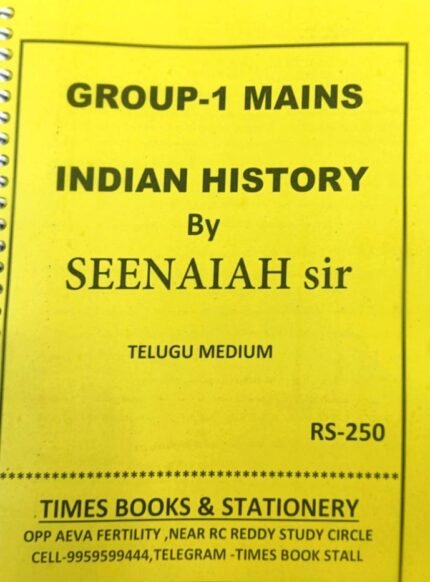 GROUP-1 MAINS
INDIAN HISTORY
By
SEENAIAH sir
TELUGU MEDIUM
RS-250
************************************************************
TIMES BOOKS & STATIONERY
OPP AEVA FERTILITY ,NEAR RC REDDY STUDY CIRCLE
CELL-9959599444,TELEGRAM -TIMES BOOK STALL